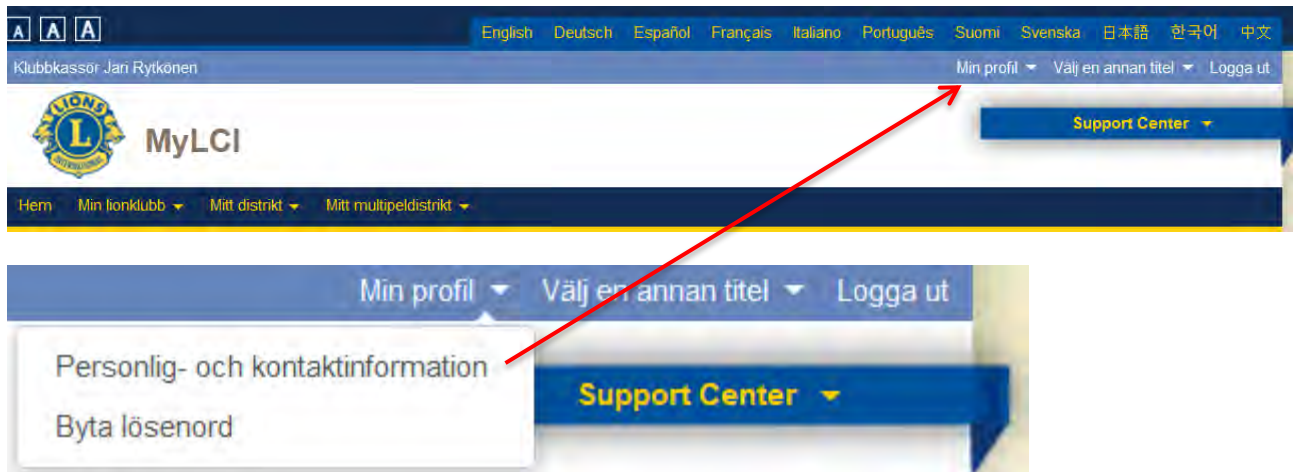 A A A English Deutsch Español Français Italiano Português Suomi Svenska 日本語 한국어 中文
Klubbkassör Jari Rytkönen Min profil Välj en annan titel Logga ut
LIONS
L
INTERNATIONAL
MyLCI
Support Center
Hem Min lionklubb Mitt distrikt Mitt multipeldistrikt
Min profil Välj en annan titel Logga ut
Personlig- och kontaktinformation
Support Center
Byta lösenord